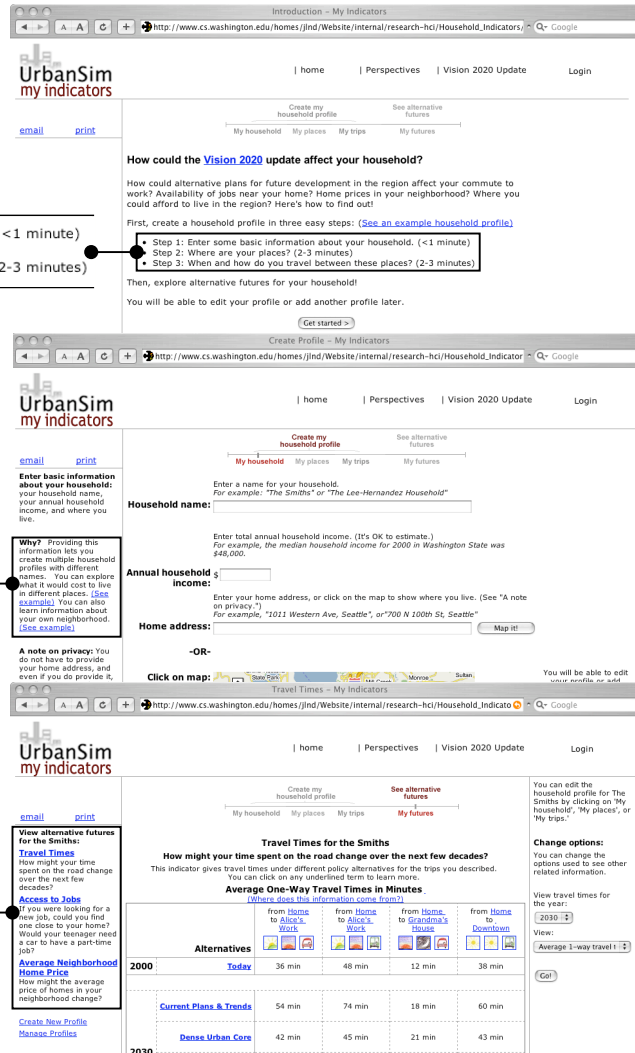 Introduction – My Indicators
A A C + http://www.cs.washington.edu/homes/jlnd/Website/internal/research-hci/Household_Indicators/ Q- Google
UrbanSim
my indicators
| home | Perspectives | Vision 2020 Update Login
Create my
household profile
See alternative
futures
My household My places My trips My futures
email print
How could the Vision 2020 update affect your household?
How could alternative plans for future development in the region affect your commute to
work? Availability of jobs near your home? Home prices in your neighborhood? Where you
could afford to live in the region? Here's how to find out!
First, create a household profile in three easy steps: (See an example household profile)
<1 minute)
2-3 minutes)
• Step 1: Enter some basic information about your household. (<1 minute)
• Step 2: Where are your places? (2-3 minutes)
• Step 3: When and how do you travel between these places? (2-3 minutes)
Then, explore alternative futures for your household!
You will be able to edit your profile or add another profile later.
Get started >
Create Profile – My Indicators
A A C + http://www.cs.washington.edu/homes/jlnd/Website/internal/research-hci/Household_Indicator Q- Google
UrbanSim
my indicators
| home | Perspectives | Vision 2020 Update Login
Create my
household profile
See alternative
futures
My household My places My trips My futures
email print
Enter basic information
about your household:
your household name,
your annual household
income, and where you
live.
Why? Providing this
information lets you
create multiple household
profiles with different
names. You can explore
what it would cost to live
in different places. (See
example) You can also
learn information about
your own neighborhood.
(See example)
A note on privacy: You
do not have to provide
your home address, and
even if you do provide it,
Enter a name for your household.
For example: "The Smiths" or "The Lee-Hernandez Household"
Household name:
Enter total annual household income. (It's OK to estimate.)
For example, the median household income for 2000 in Washington State was
$48,000.
Annual household
income:
$
Enter your home address, or click on the map to show where you live. (See "A note
on privacy.")
For example, "1011 Western Ave, Seattle", or"700 N 100th St, Seattle"
Home address:
Map it!
-OR-
Click on map:
State Park
Monroe
Sultan
You will be able to edit
your profile or add
Travel Times – My Indicators
A A C + http://www.cs.washington.edu/homes/jlnd/Website/internal/research-hci/Household_Indicato Q- Google
UrbanSim
my indicators
| home | Perspectives | Vision 2020 Update Login
Create my
household profile
See alternative
futures
My household My places My trips My futures
email print
View alternative futures
for the Smiths:
Travel Times
How might your time
spent on the road change
over the next few
decades?
Access to Jobs
If you were looking for a
new job, could you find
one close to your home?
Would your teenager need
a car to have a part-time
job?
Average Neighborhood
Home Price
How might the average
price of homes in your
neighborhood change?
Create New Profile
Manage Profiles
Travel Times for the Smiths
How might your time spent on the road change over the next few decades?
This indicator gives travel times under different policy alternatives for the trips you described.
You can click on any underlined term to learn more.
Average One-Way Travel Times in Minutes
(Where does this information come from?)
Alternatives
from Home
to Alice's
Work
from Home
to Alice's
Work
from Home
to Grandma's
House
from Home
to
Downtown
2000 Today 36 min 48 min 12 min 38 min
Current Plans & Trends 54 min 74 min 18 min 60 min
Dense Urban Core 42 min 45 min 21 min 43 min
2030
You can edit the
household profile for The
Smiths by clicking on 'My
household', 'My places', or
'My trips.'
Change options:
You can change the
options used to see other
related information.
View travel times for
the year:
2030
View:
Average 1-way travel t
Go!